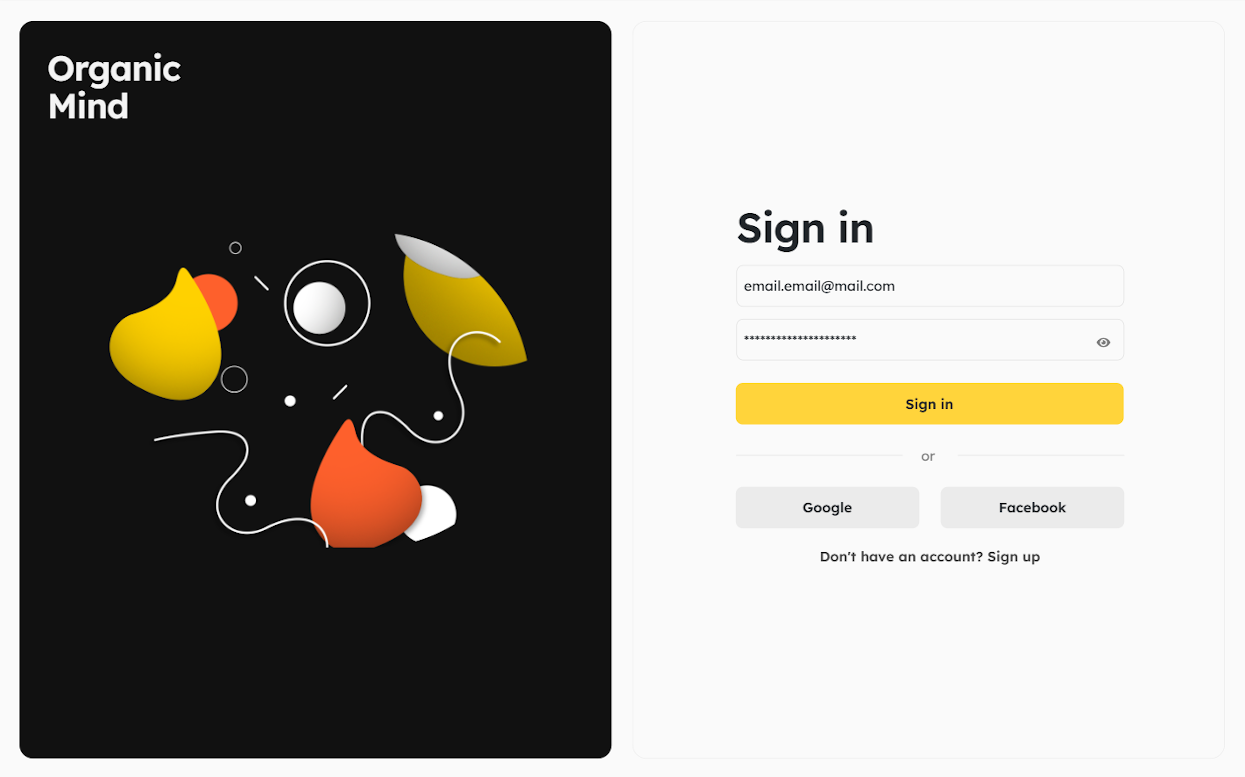 Organic
Mind
Sign in
email.email@mail.com
*********************
Sign in
or
Google
Facebook
Don't have an account? Sign up